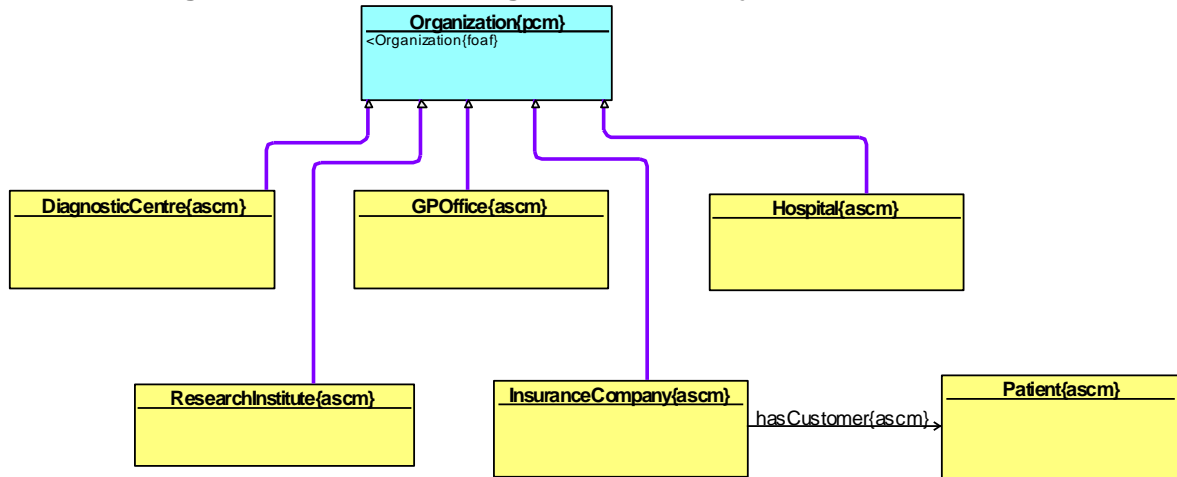 Organization{pcm}
<Organization{foaf}
DiagnosticCentre{ascm}
GPOffice{ascm}
Hospital{ascm}
ResearchInstitute{ascm}
InsuranceCompany{ascm}
hasCustomer{ascm}
Patient{ascm}